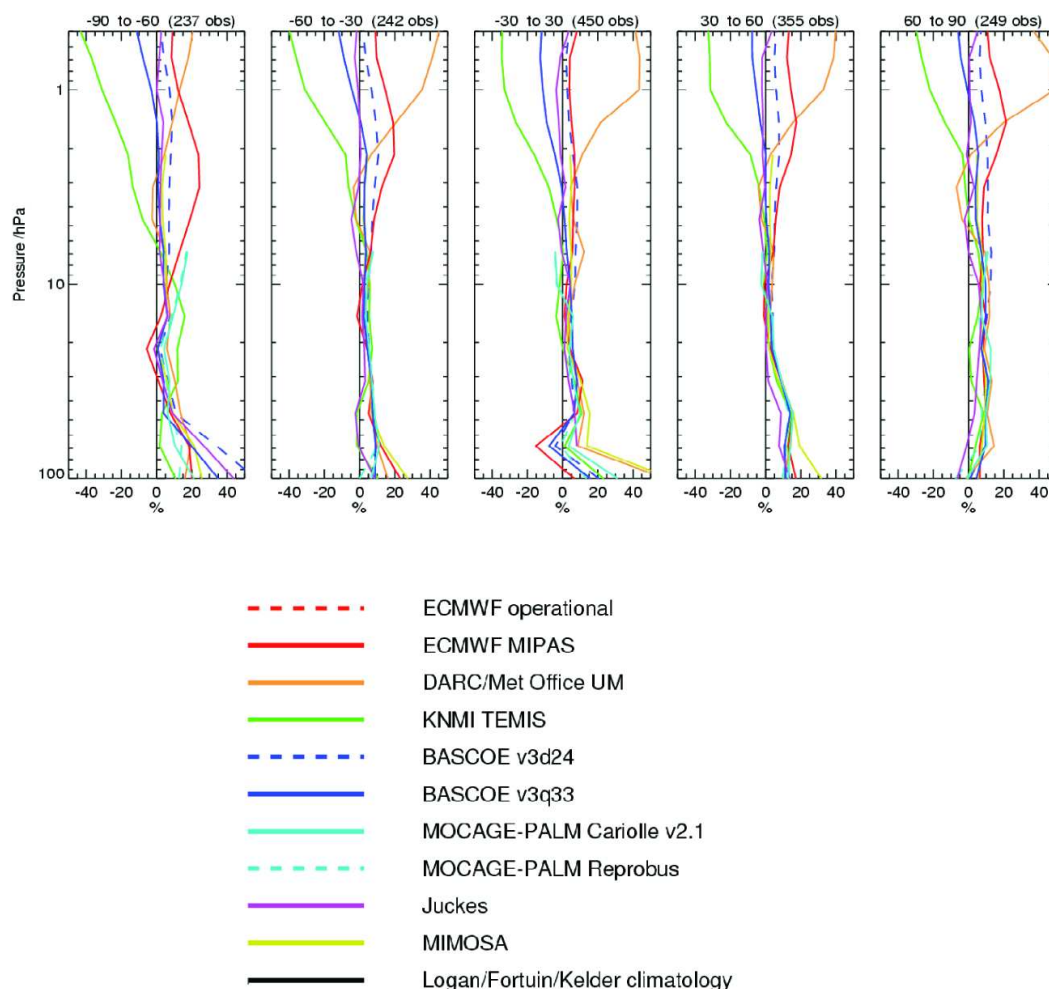 -90 to -60 (237 obs) -60 to -30 (242 obs) -30 to 30 (450 obs) 30 to 60 (355 obs) 60 to 90 (249 obs)
1
Pressure /hPa
10
100
-40 -20 0 20 40 -40 -20 0 20 40 -40 -20 0 20 40 -40 -20 0 20 40 -40 -20 0 20 40
% % % % %
ECMWF operational
ECMWF MIPAS
DARC/Met Office UM
KNMI TEMIS
BASCOE v3d24
BASCOE v3q33
MOCAGE-PALM Cariolle v2.1
MOCAGE-PALM Reprobus
Juckes
MIMOSA
Logan/Fortuin/Kelder climatology